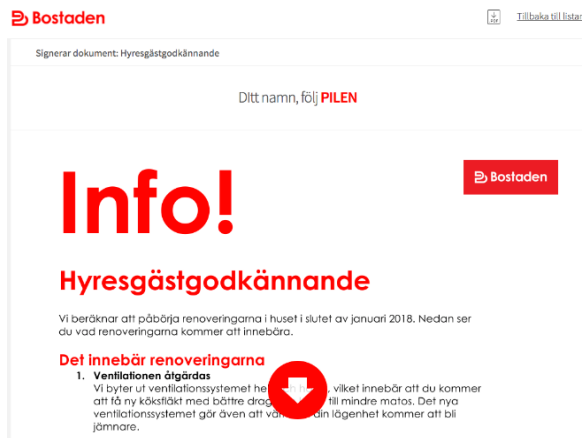 Bostaden
PDF
Tillbaka till listan
Signerar dokument: Hyresgästgodkännande
DItt namn, följ PILEN
Info!
Bostaden
Hyresgästgodkännande
Vi beräknar att påbörja renoveringarna i huset i slutet av januari 2018. Nedan ser
du vad renoveringarna kommer att innebära.
Det innebär renoveringarna
1. Ventilationen åtgärdas
Vi byter ut ventilationssystemet , vilket innebär att du kommer
att få ny köksfläkt med bättre till mindre matos. Det nya
ventilationssystemet gör även att din lägenhet kommer att bli
jämnare.